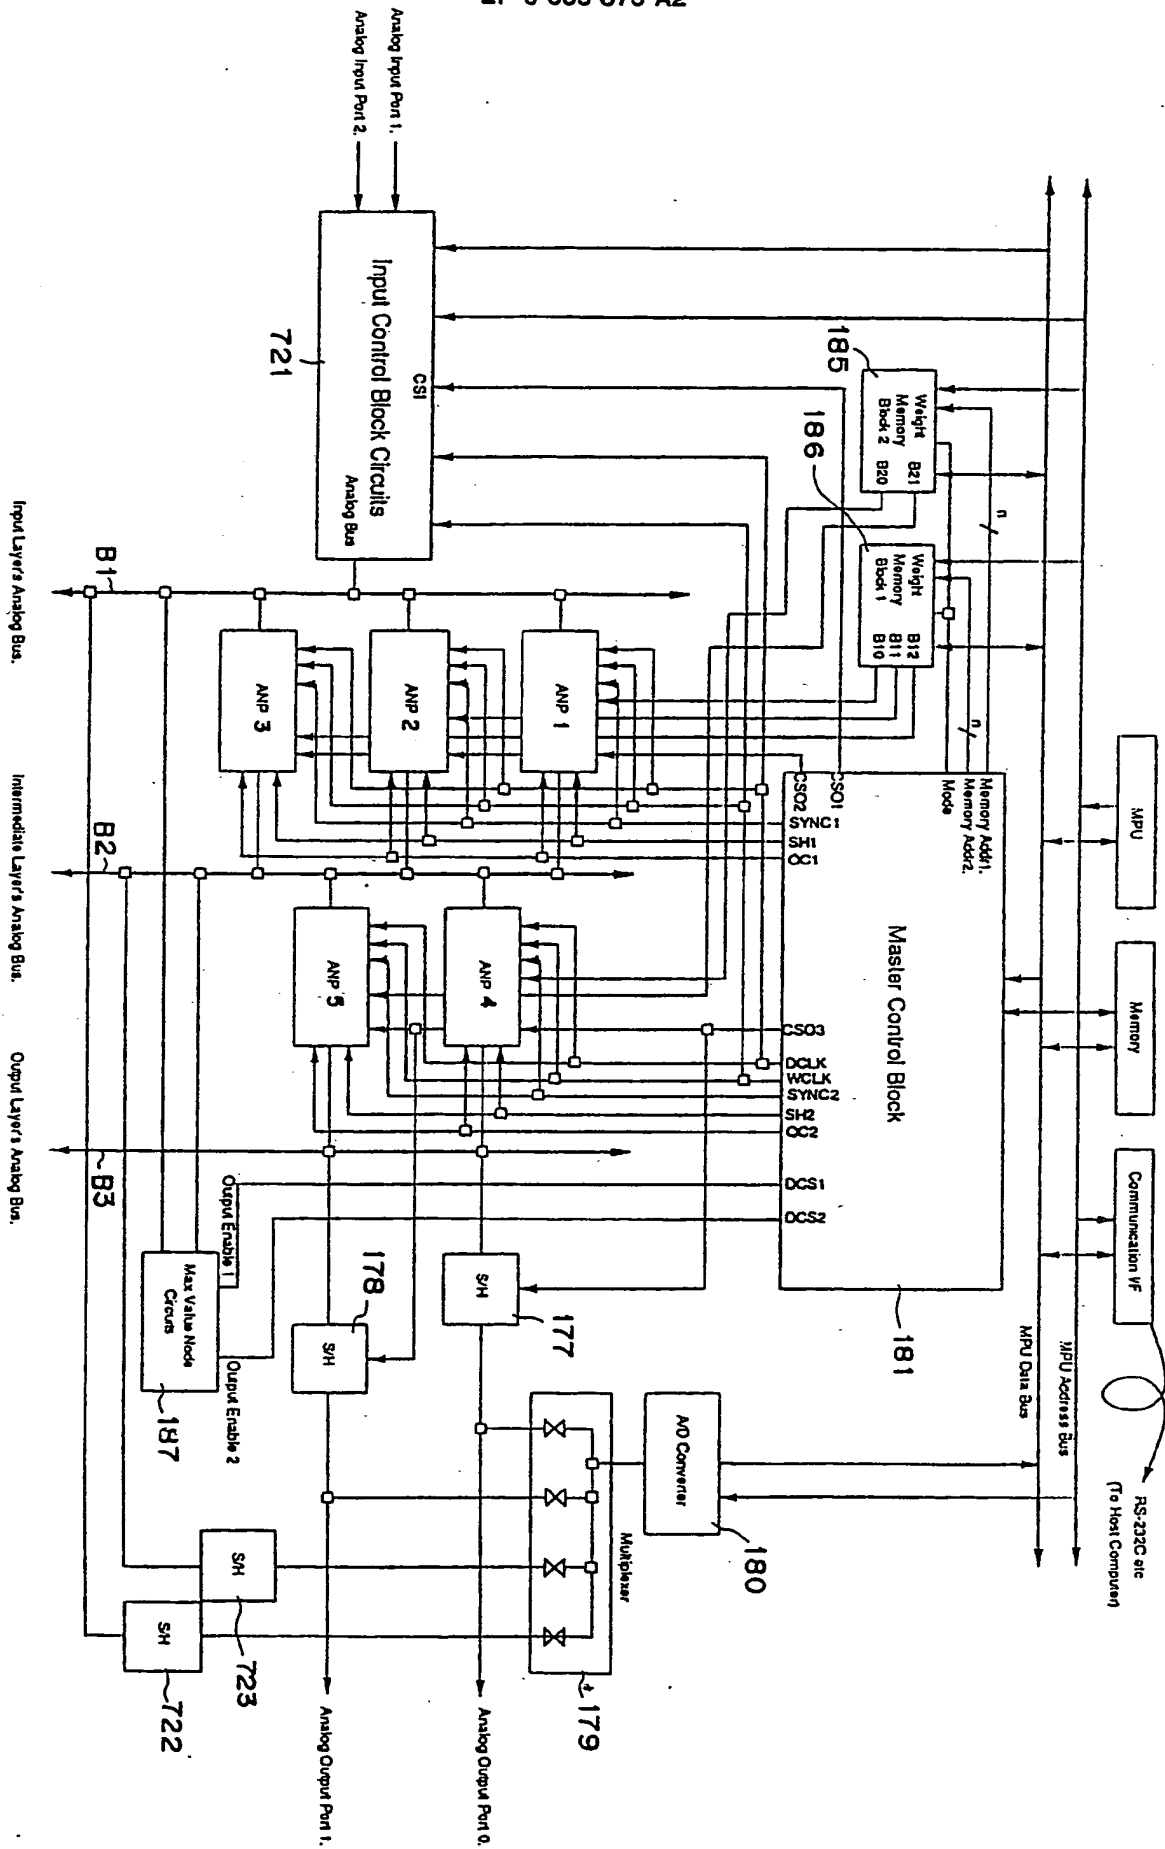 Analog Input Port 1.
Analog Input Port 2.
Input Control Block Circuits
CSI
Analog Bus
721
185
Weight
Memory
Block 2
B21
B20
186
Weight
Memory
Block 1
B12
B11
B10
n
n
MPU
Memory
Communication I/F
RS-232C etc
(To Host Computer)
MPU Address Bus
MPU Data Bus
Master Control Block
181
Memory Addr1.
Memory Addr2.
Mode
CSO1
CSO2
SYNC1
SH1
OC1
CSO3
DCLK
WCLK
SYNC2
SH2
OC2
DCS1
DCS2
ANP 1
ANP 2
ANP 3
ANP 4
ANP 5
B1
B2
B3
Input Layer's Analog Bus.
Intermediate Layer's Analog Bus.
Output Layer's Analog Bus.
Output Enable 1
Output Enable 2
Max Value Node
Circuits
187
S/H
177
S/H
178
A/D Converter
180
Multiplexer
179
S/H
723
S/H
722
Analog Output Port 0.
Analog Output Port 1.